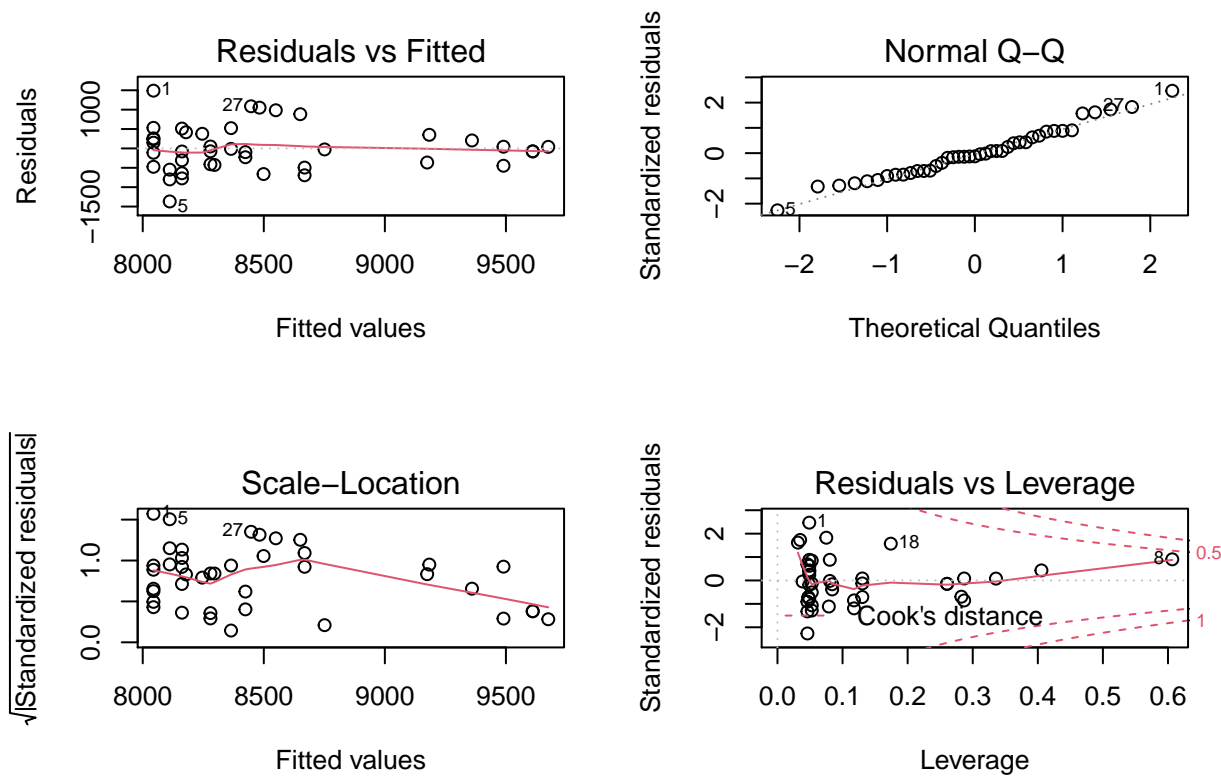 Residuals vs Fitted
Residuals
1000
−1500
1
27
5
8000 8500 9000 9500
Fitted values
Normal Q−Q
Standardized residuals
2
0
−2
1
27
5
−2 −1 0 1 2
Theoretical Quantiles
Scale−Location
√|Standardized residuals|
1.0
0.0
1
5
27
8000 8500 9000 9500
Fitted values
Residuals vs Leverage
Standardized residuals
2
0
−2
1
18
8
0.5
1
Cook's distance
0.0 0.1 0.2 0.3 0.4 0.5 0.6
Leverage